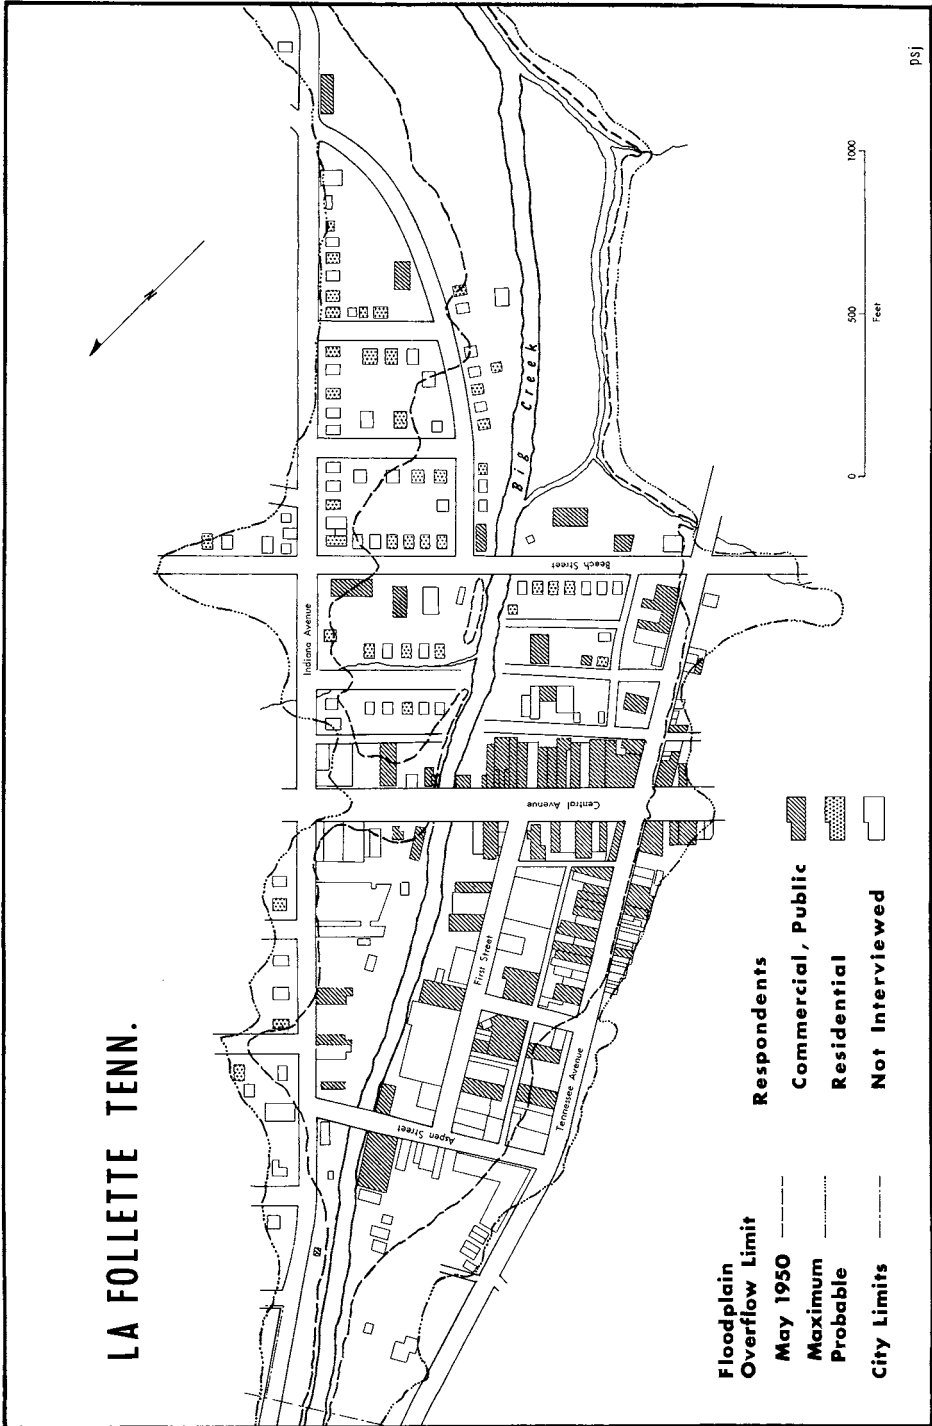 LA FOLLETTE TENN.
N
Indiana Avenue
Beach Street
Big Creek
Central Avenue
First Street
Tennessee Avenue
Aspen Street
Floodplain
Overflow Limit
May 1950
Maximum
Probable
City Limits
Respondents
Commercial, Public
Residential
Not Interviewed
0 500 1000
Feet
psj